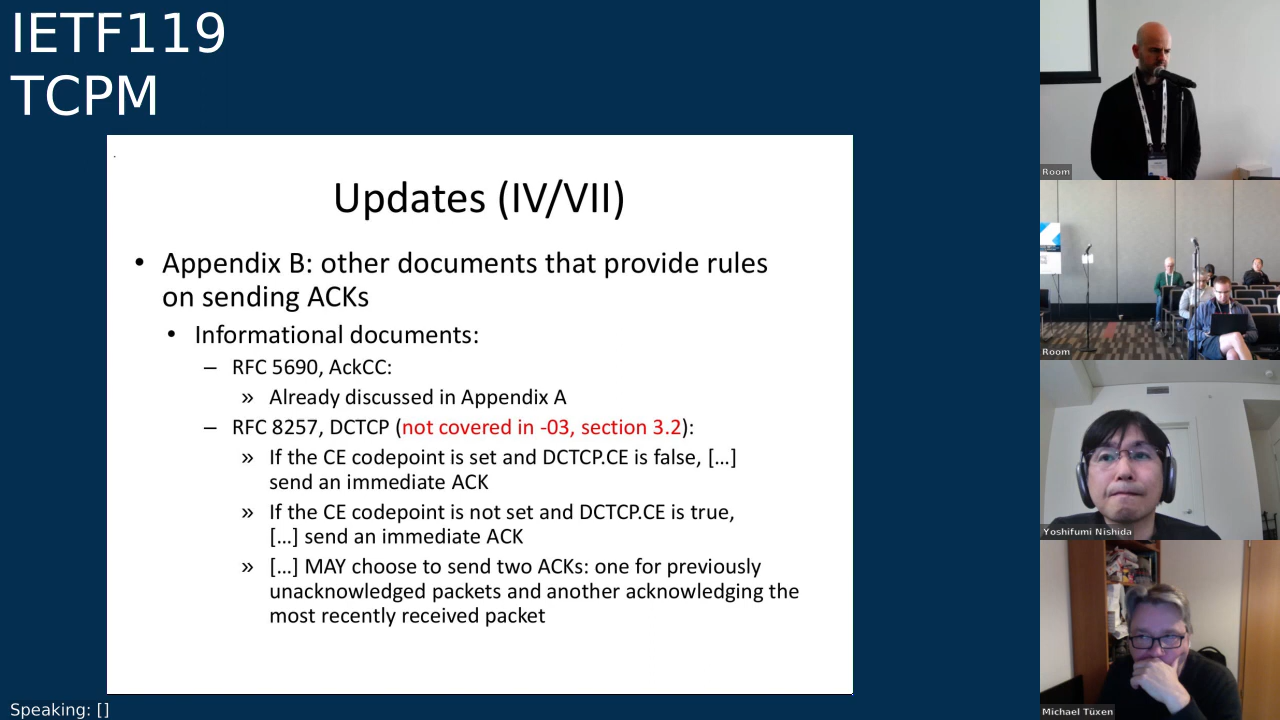 IETF119
TCPM
Updates (IV/VII)
• Appendix B: other documents that provide rules
on sending ACKs
• Informational documents:
– RFC 5690, AckCC:
» Already discussed in Appendix A
– RFC 8257, DCTCP (not covered in -03, section 3.2):
» If the CE codepoint is set and DCTCP.CE is false, […]
send an immediate ACK
» If the CE codepoint is not set and DCTCP.CE is true,
[…] send an immediate ACK
» […] MAY choose to send two ACKs: one for previously
unacknowledged packets and another acknowledging the
most recently received packet
Speaking: []
Room
Room
Yoshifumi Nishida
Michael Tüxen